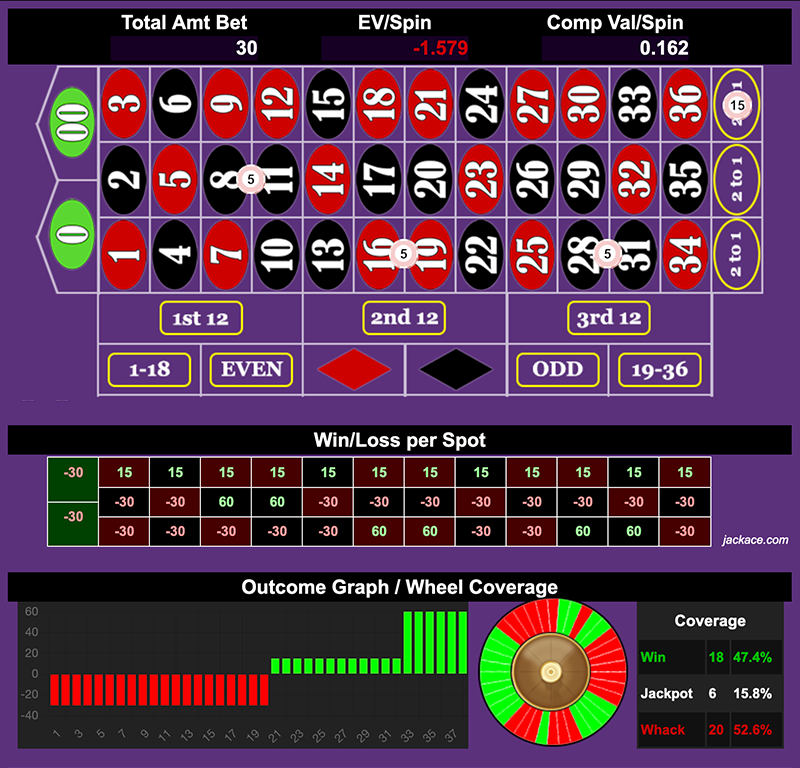 Total Amt Bet EV/Spin Comp Val/Spin
30 -1.579 0.162
00 3 6 9 12 15 18 21 24 27 30 33 36 15
2 5 8 5 11 14 17 20 23 26 29 32 35 2 to 1
0 1 4 7 10 13 16 5 19 22 25 28 5 31 34 2 to 1
1st 12 2nd 12 3rd 12
1-18 EVEN ODD 19-36
Win/Loss per Spot
-30 15 15 15 15 15 15 15 15 15 15 15 15
-30 -30 60 60 -30 -30 -30 -30 -30 -30 -30 -30
-30 -30 -30 -30 -30 -30 60 60 -30 -30 60 60 -30
jackace.com
Outcome Graph / Wheel Coverage
60
40
20
0
-20
-40
1 3 5 7 9 11 13 15 17 19 21 23 25 27 29 31 33 35 37
Coverage
Win 18 47.4%
Jackpot 6 15.8%
Whack 20 52.6%